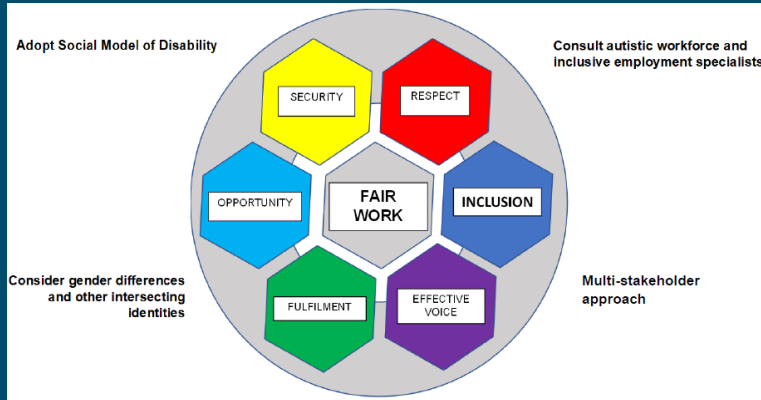 Adopt Social Model of Disability
Consult autistic workforce and
inclusive employment specialists
SECURITY
RESPECT
OPPORTUNITY
FAIR
WORK
INCLUSION
Consider gender differences
and other intersecting
identities
Multi-stakeholder
approach
FULFILMENT
EFFECTIVE
VOICE